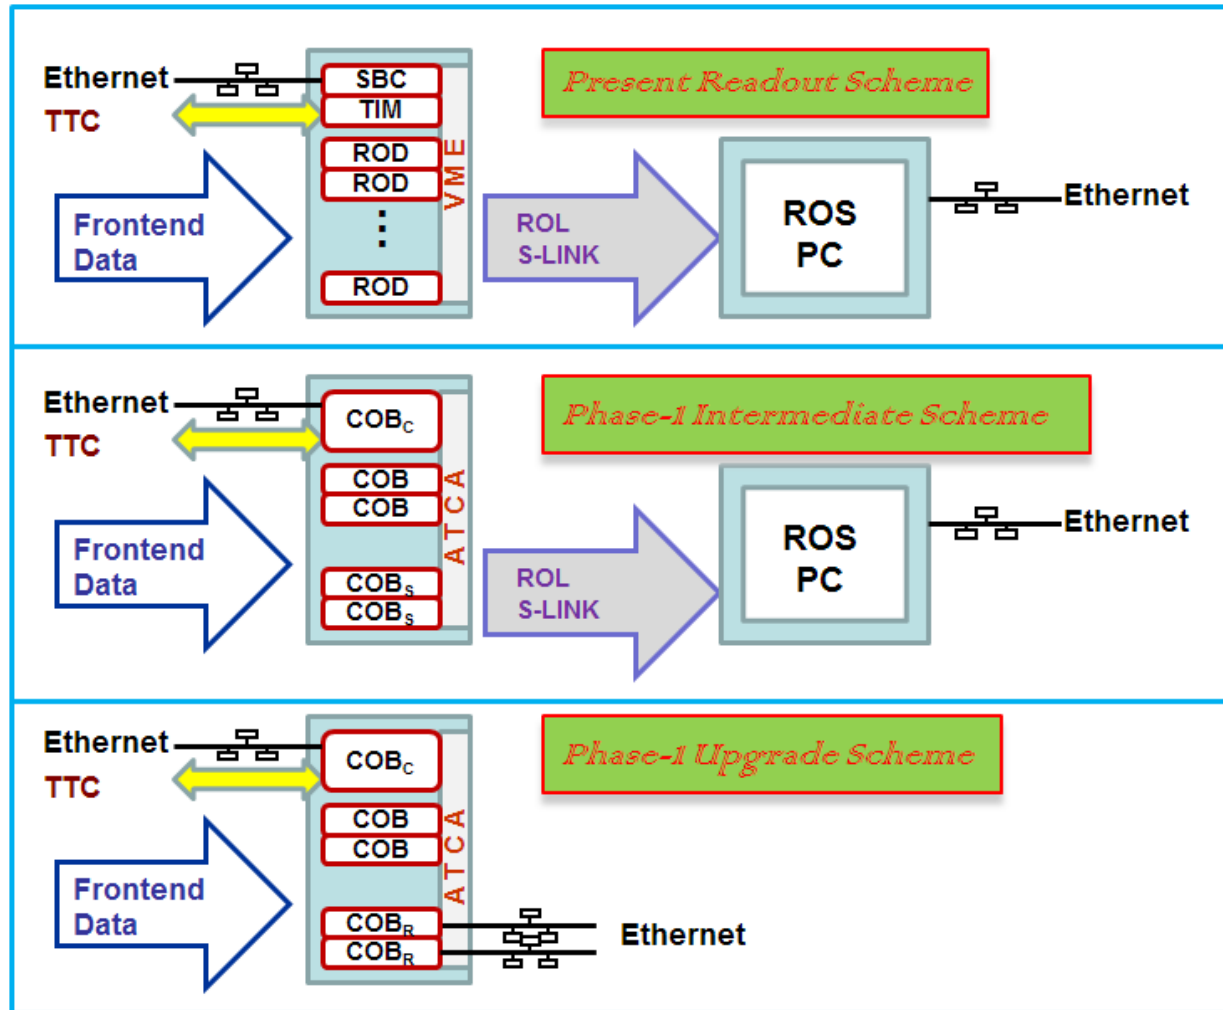 Present Readout Scheme
Ethernet
TTC
SBC
TIM
ROD
ROD
ROD
VME
Frontend
Data
ROL
S-LINK
ROS
PC
Ethernet
Phase-1 Intermediate Scheme
Ethernet
TTC
COBC
COB
COB
COBS
COBS
ATCA
Frontend
Data
ROL
S-LINK
ROS
PC
Ethernet
Phase-1 Upgrade Scheme
Ethernet
TTC
COBC
COB
COB
COBR
COBR
ATCA
Frontend
Data
Ethernet